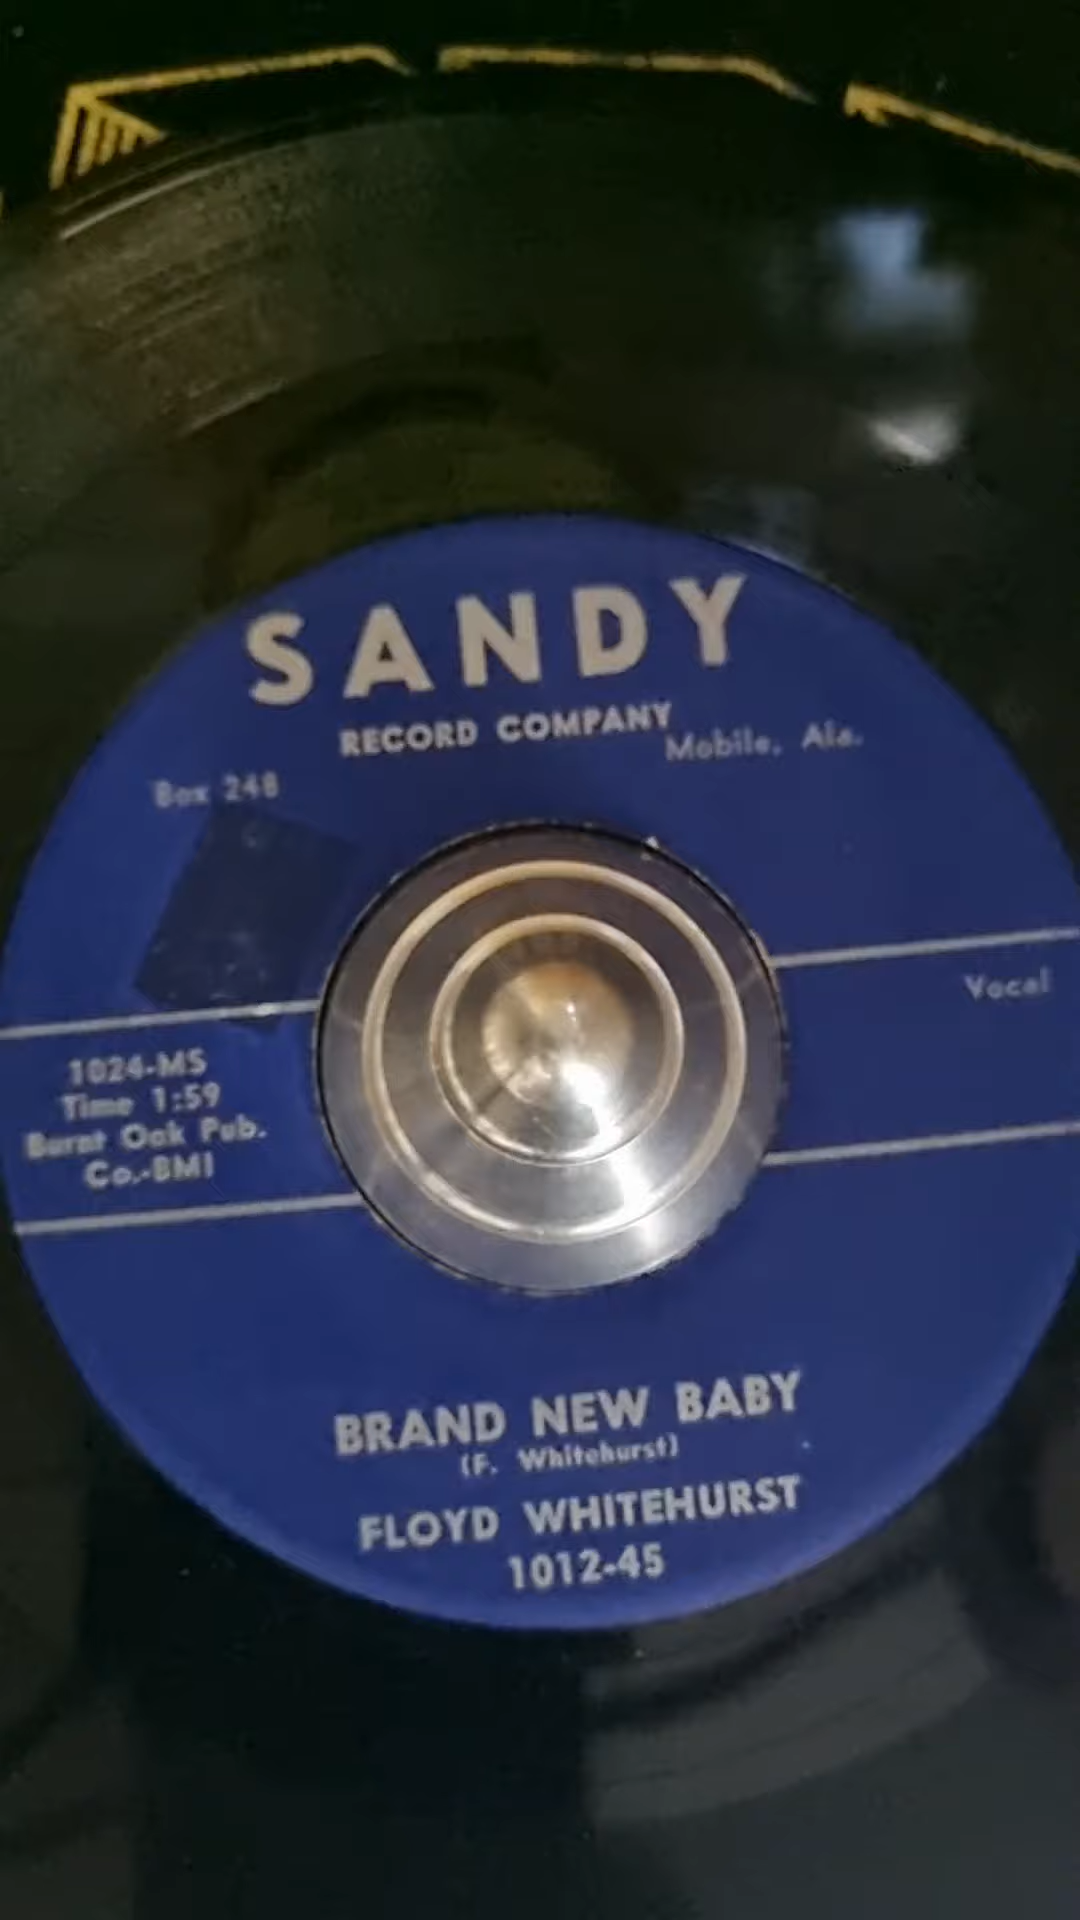 SANDY
RECORD COMPANY
Box 248
Mobile, Ala.
Vocal
1024-MS
Time 1:59
Burnt Oak Pub.
Co.-BMI
BRAND NEW BABY
(F. Whitehurst)
FLOYD WHITEHURST
1012-45